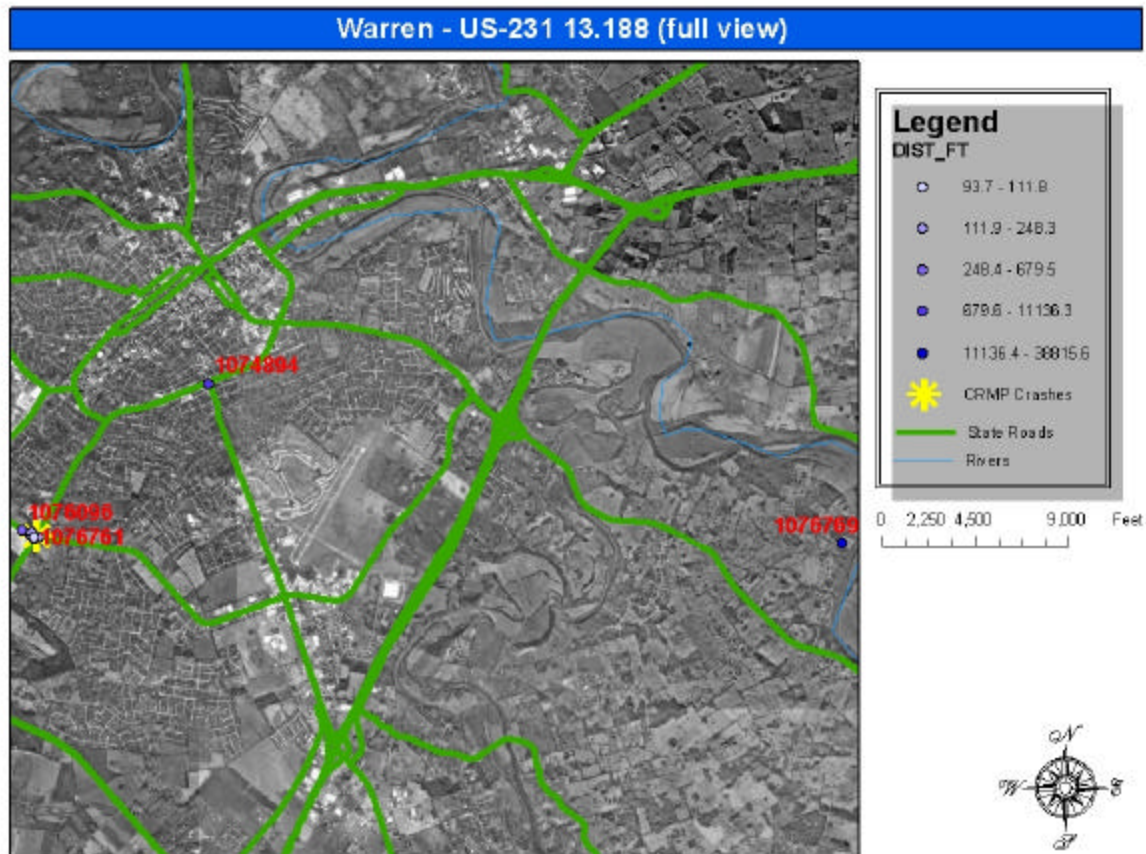 Warren - US-231 13.188 (full view)
1074894
1076761
Legend
DIST_FT
93.7 - 111.8
111.9 - 248.3
248.4 - 679.5
679.6 - 11136.3
11136.4 - 38815.6
CRMP Crashes
State Roads
Rivers
0 2,250 4,500 9,000 Feet
N
W E
S